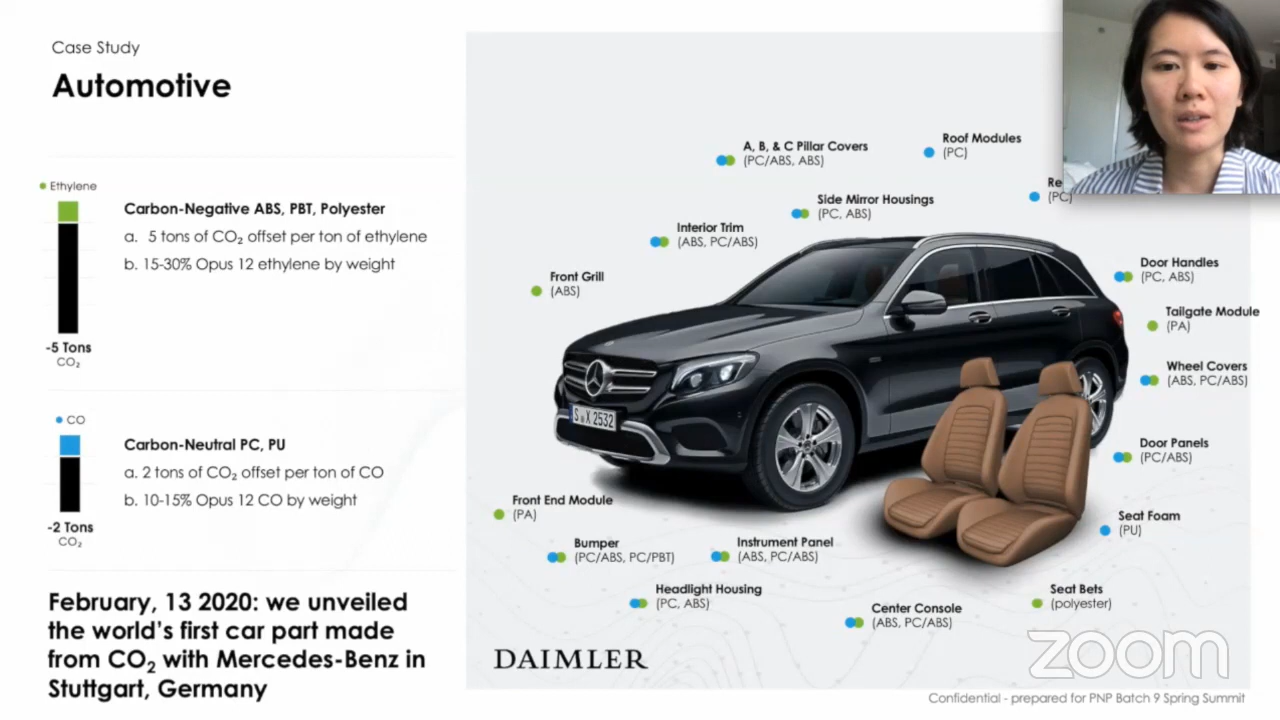 Case Study
Automotive
Ethylene
Carbon-Negative ABS, PBT, Polyester
a. 5 tons of CO₂ offset per ton of ethylene
b. 15-30% Opus 12 ethylene by weight
-5 Tons
CO₂
CO
Carbon-Neutral PC, PU
a. 2 tons of CO₂ offset per ton of CO
b. 10-15% Opus 12 CO by weight
-2 Tons
CO₂
February, 13 2020: we unveiled
the world's first car part made
from CO₂ with Mercedes-Benz in
Stuttgart, Germany
A, B, & C Pillar Covers
(PC/ABS, ABS)
Roof Modules
(PC)
(PC)
Side Mirror Housings
(PC, ABS)
Interior Trim
(ABS, PC/ABS)
Front Grill
(ABS)
Door Handles
(PC, ABS)
Tailgate Module
(PA)
Wheel Covers
(ABS, PC/ABS)
Door Panels
(PC/ABS)
Seat Foam
(PU)
S X 2532
Front End Module
(PA)
Bumper
(PC/ABS, PC/PBT)
Instrument Panel
(ABS, PC/ABS)
Headlight Housing
(PC, ABS)
Center Console
(ABS, PC/ABS)
Seat Bets
(polyester)
DAIMLER
zoom
Confidential - prepared for PNP Batch 9 Spring Summit